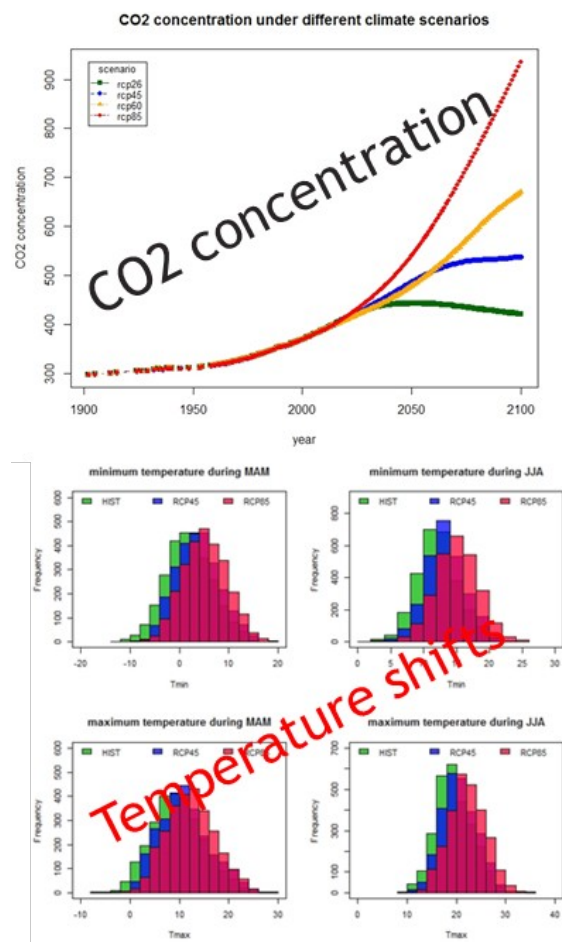 CO2 concentration under different climate scenarios
CO2 concentration
900
800
700
600
500
400
300
scenario
rcp26
rcp45
rcp60
rcp85
CO2 concentration
1900 1950 2000 2050 2100
year
minimum temperature during MAM
HIST RCP45 RCP85
Frequency
600
500
400
300
200
100
0
-20 -10 0 10 20
Tmin
minimum temperature during JJA
HIST RCP45 RCP85
Frequency
800
600
400
200
0
0 5 10 15 20 25 30
Tmin
Temperature shifts
maximum temperature during MAM
HIST RCP45 RCP85
Frequency
600
500
400
300
200
100
0
-10 0 10 20 30
Tmax
maximum temperature during JJA
HIST RCP45 RCP85
Frequency
700
500
300
100
0
0 10 20 30 40
Tmax